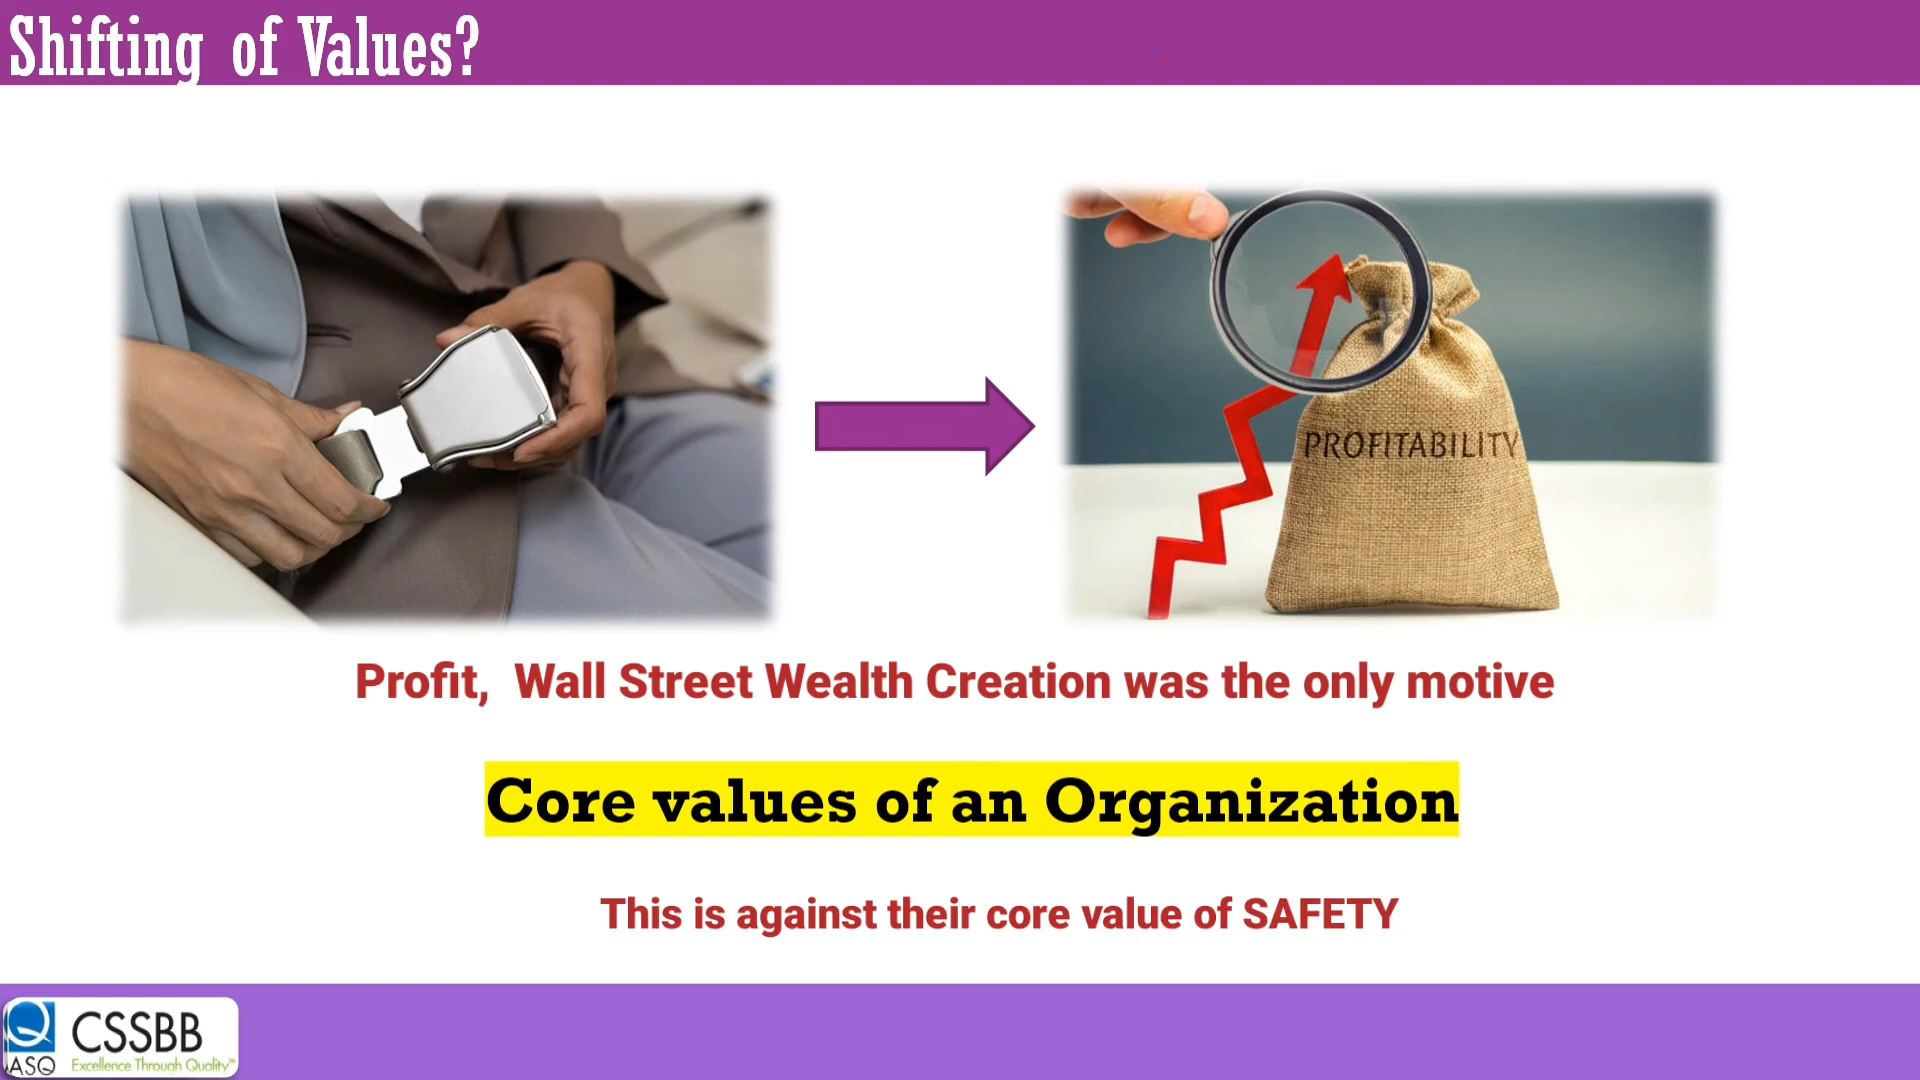 Shifting of Values?
PROFITABILITY
Profit, Wall Street Wealth Creation was the only motive
Core values of an Organization
This is against their core value of SAFETY
CSSBB
ASQ
Excellence Through Quality™